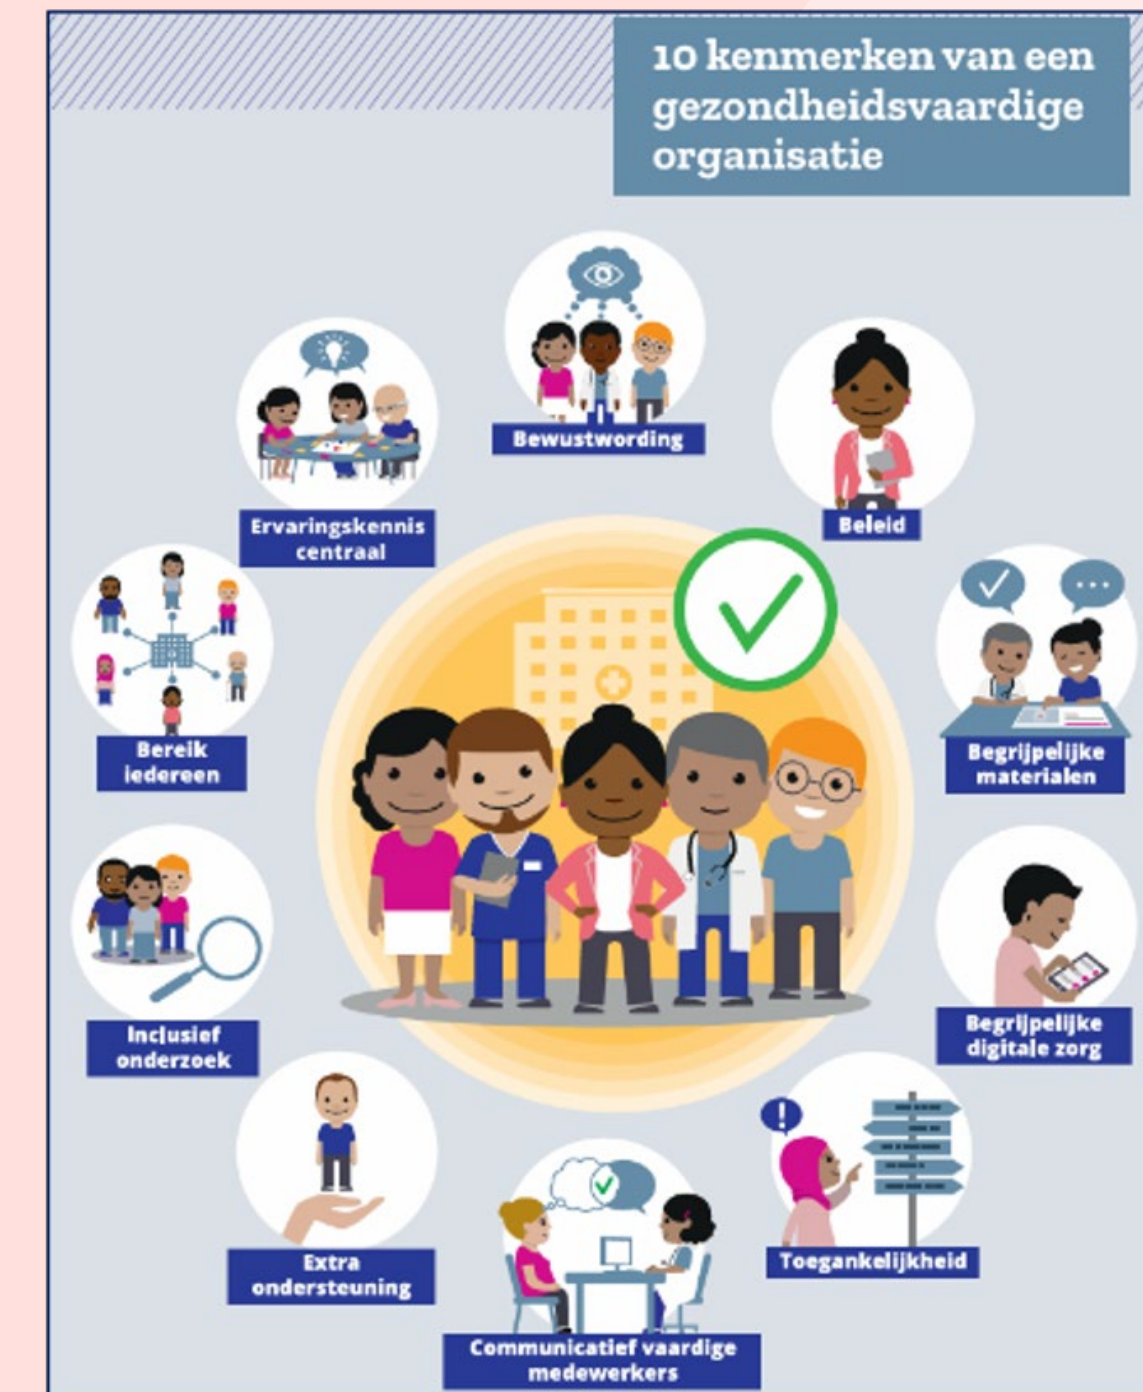 10 kenmerken van een
gezondheidsvaardige
organisatie
Bewustwording
Beleid
Begrijpelijke
materialen
Begrijpelijke
digitale zorg
Toegankelijkheid
Communicatief vaardige
medewerkers
Extra
ondersteuning
Inclusief
onderzoek
Bereik
iedereen
Ervaringskennis
centraal